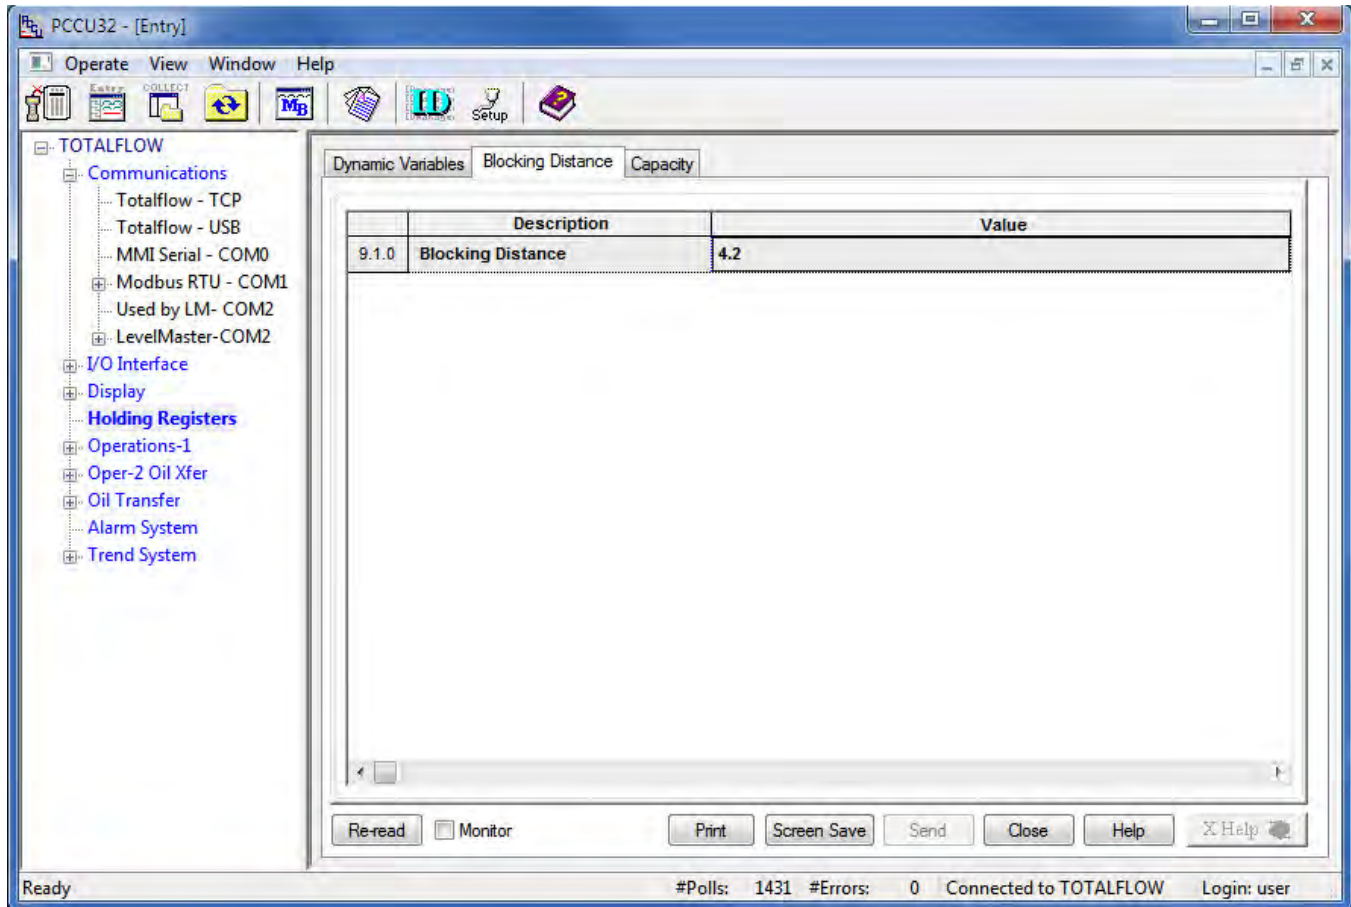 PCCU32 - [Entry]
Operate View Window Help
Entry COLLECT MB ID Setup
TOTALFLOW
Communications
Totalflow - TCP
Totalflow - USB
MMI Serial - COM0
Modbus RTU - COM1
Used by LM- COM2
LevelMaster-COM2
I/O Interface
Display
Holding Registers
Operations-1
Oper-2 Oil Xfer
Oil Transfer
Alarm System
Trend System
Dynamic Variables Blocking Distance Capacity
Description Value
9.1.0 Blocking Distance 4.2
Re-read Monitor Print Screen Save Send Close Help X Help
Ready #Polls: 1431 #Errors: 0 Connected to TOTALFLOW Login: user